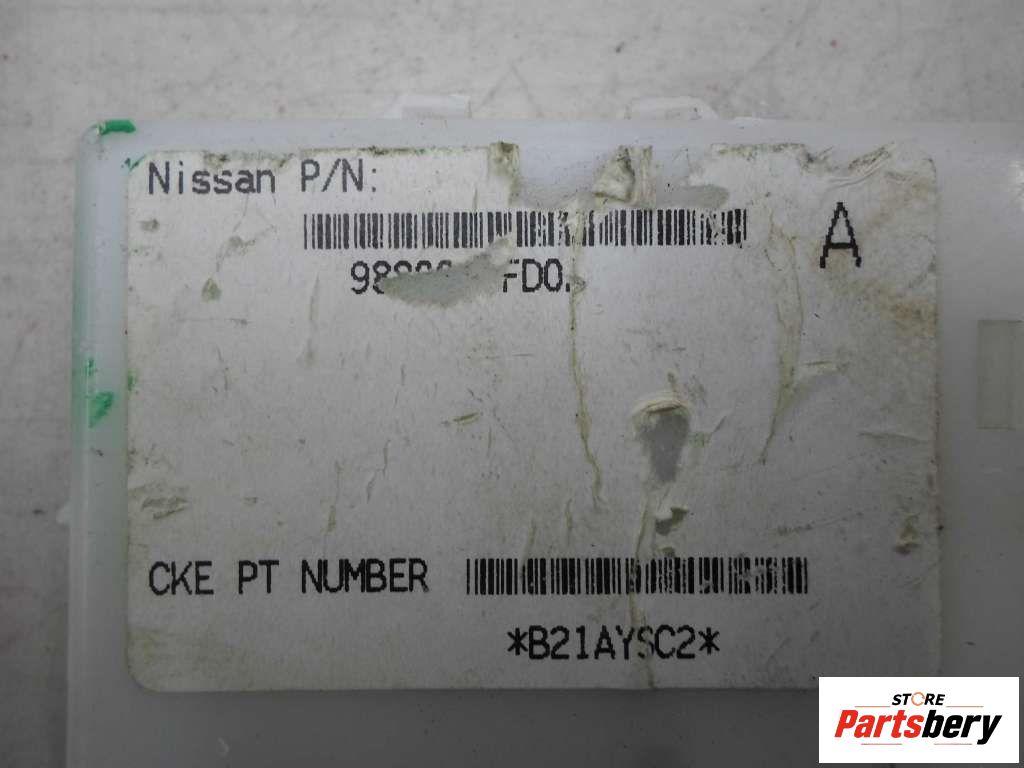 Nissan P/N:
A
CKE PT NUMBER
*B21AYSC2*
STORE
Partsbery